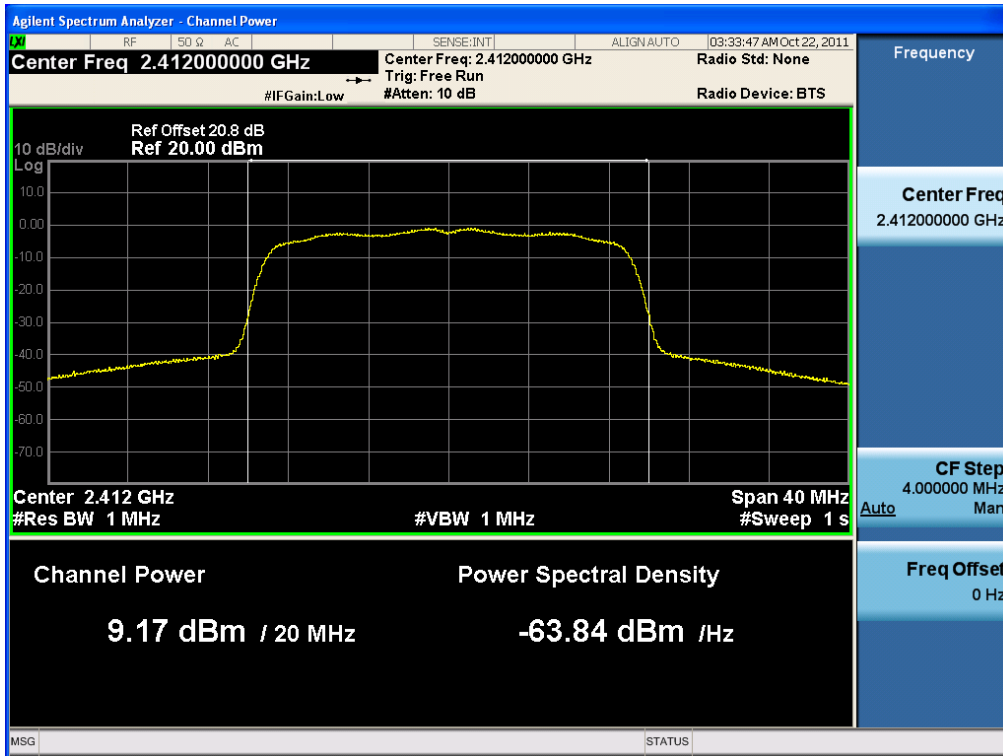 Agilent Spectrum Analyzer - Channel Power
LXI RF 50 Ω AC SENSE:INT ALIGN AUTO 03:33:47 AM Oct 22, 2011
Center Freq 2.412000000 GHz
Center Freq: 2.412000000 GHz
Radio Std: None
Trig: Free Run
#IFGain:Low
#Atten: 10 dB
Radio Device: BTS
Ref Offset 20.8 dB
10 dB/div Ref 20.00 dBm
Log
10.0
0.00
-10.0
-20.0
-30.0
-40.0
-50.0
-60.0
-70.0
Center 2.412 GHz Span 40 MHz
#Res BW 1 MHz #VBW 1 MHz #Sweep 1 s
Channel Power Power Spectral Density
9.17 dBm / 20 MHz -63.84 dBm /Hz
MSG STATUS
Frequency
Center Freq
2.412000000 GHz
CF Step
4.000000 MHz
Auto Man
Freq Offset
0 Hz